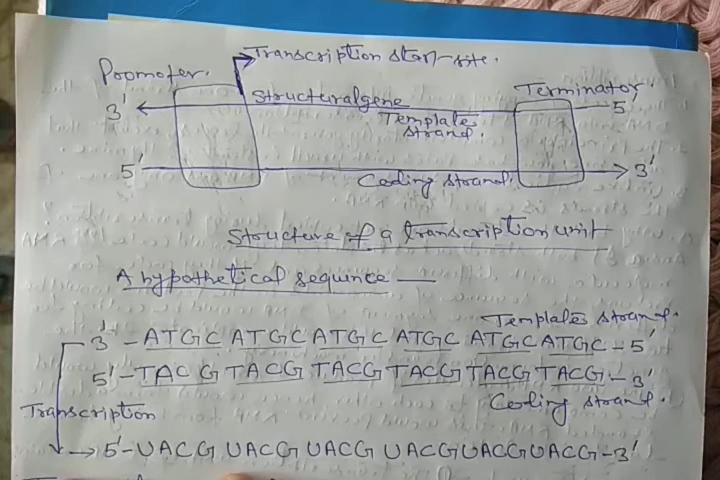 Transcription start-site.
Promoter.
Terminator.
3' Structuralgene 5'
Template strand.
5' 3'
Coding strand.
Structure of a transcription unit
A hypothetical sequince —
Templates strand.
3' - ATGC ATGC ATGC ATGC ATGC ATGC - 5'
5' - TACG TACG TACG TACG TACG TACG - 3'
Coding strand.
Transcription
→ 5' - UACG UACG UACG UACG UACG UACG - 3'